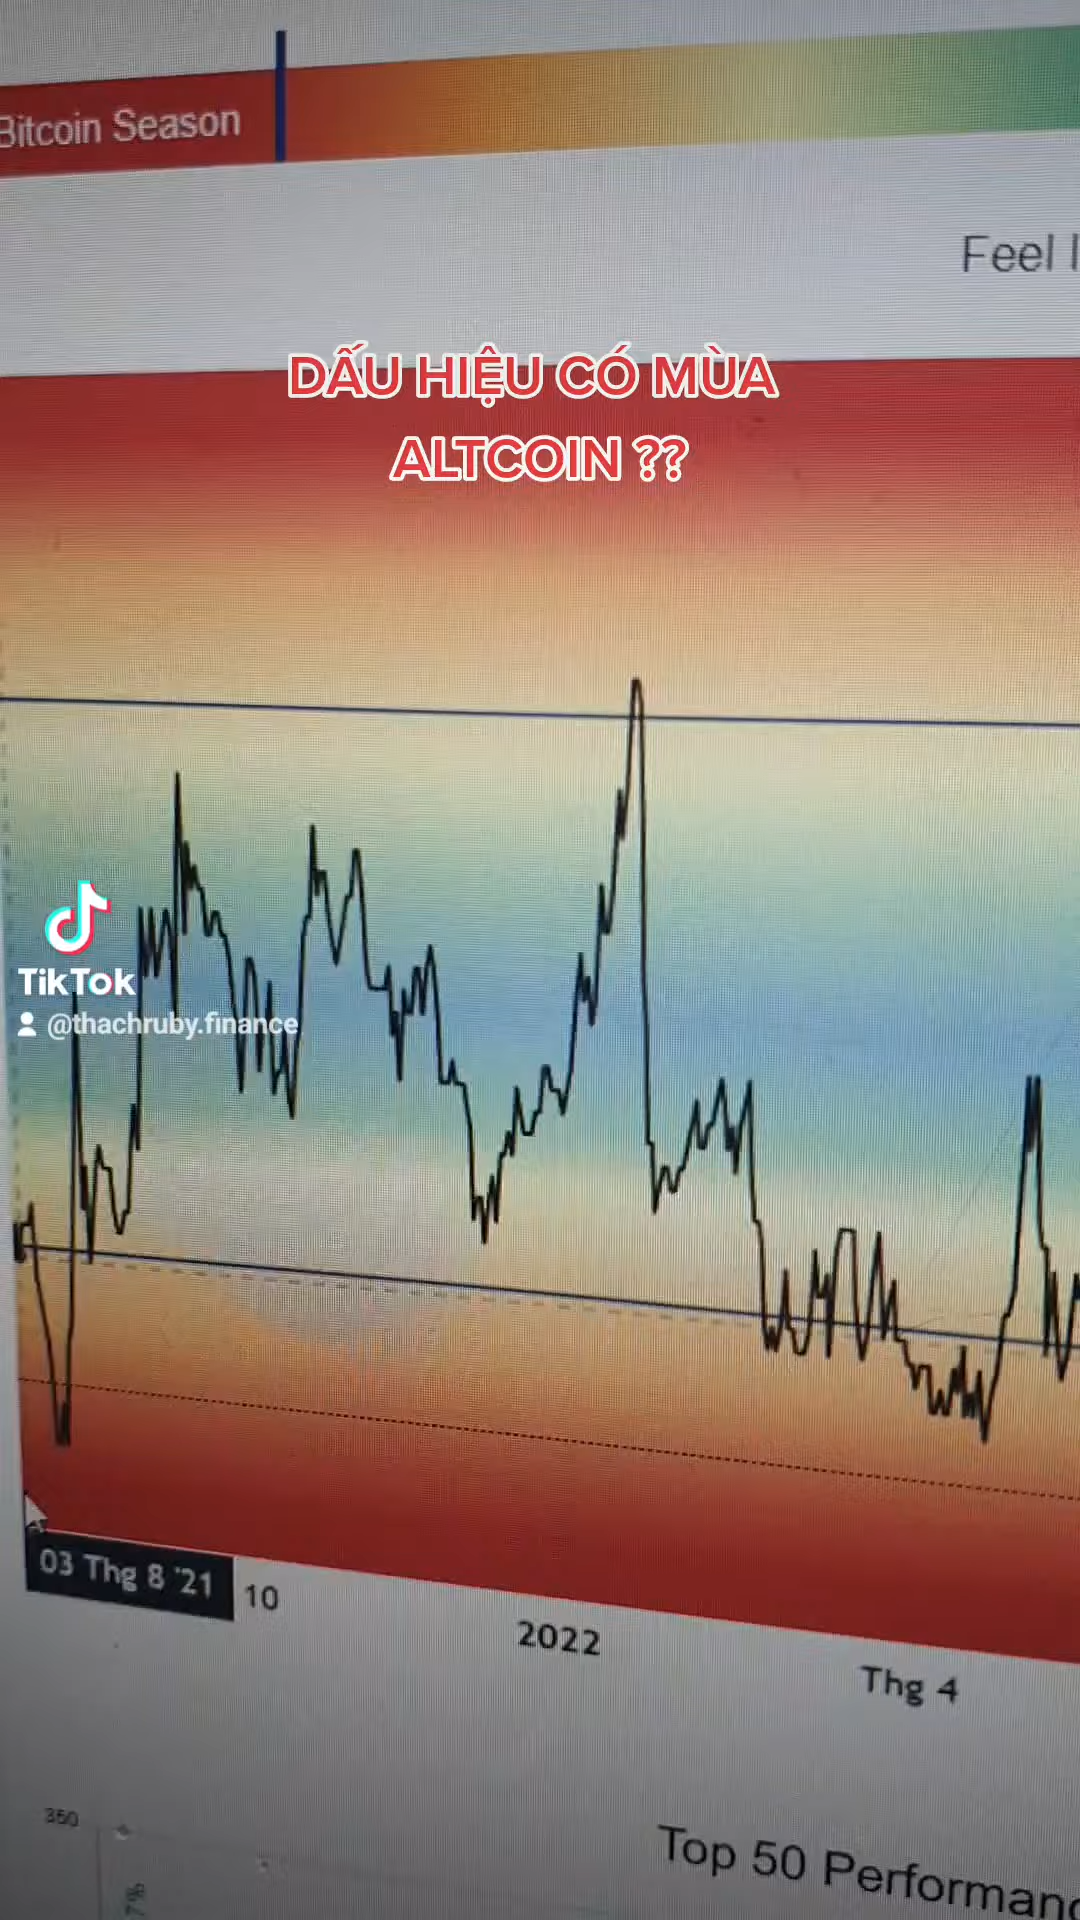 Bitcoin Season
Feel
DẤU HIỆU CÓ MÙA
ALTCOIN ??
TikTok
@thachruby.finance
03 Thg 8 '21
10
2022
Thg 4
350
Top 50
7%